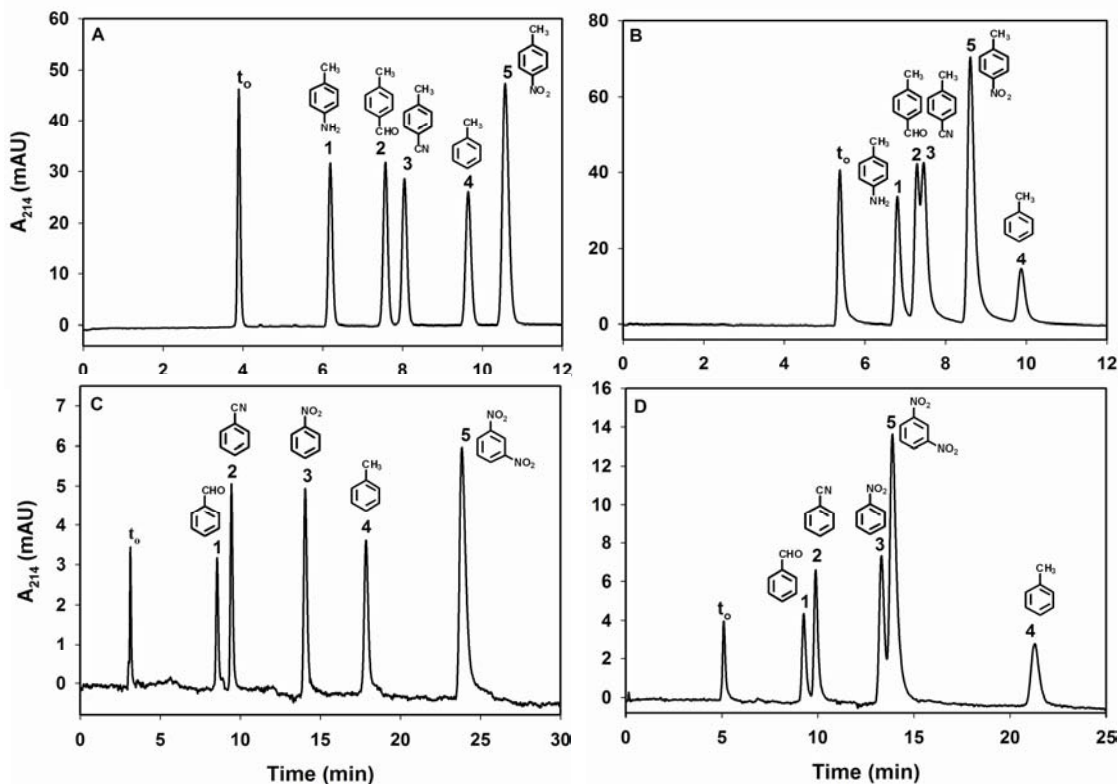 A
60
50
40
30
20
10
0
A₂₁₄ (mAU)
0 2 4 6 8 10 12
tₒ
CH₃
NH₂
1
CH₃
CHO
2
CH₃
CN
3
CH₃
4
CH₃
NO₂
5
B
80
60
40
20
0
0 2 4 6 8 10 12
tₒ
CH₃
NH₂
1
CH₃
CHO
2
CH₃
CN
3
CH₃
NO₂
5
CH₃
4
C
7
6
5
4
3
2
1
0
A₂₁₄ (mAU)
0 5 10 15 20 25 30
Time (min)
tₒ
CHO
1
CN
2
NO₂
3
CH₃
4
NO₂
NO₂
5
D
16
14
12
10
8
6
4
2
0
0 5 10 15 20 25
Time (min)
tₒ
CHO
1
CN
2
NO₂
3
NO₂
NO₂
5
CH₃
4